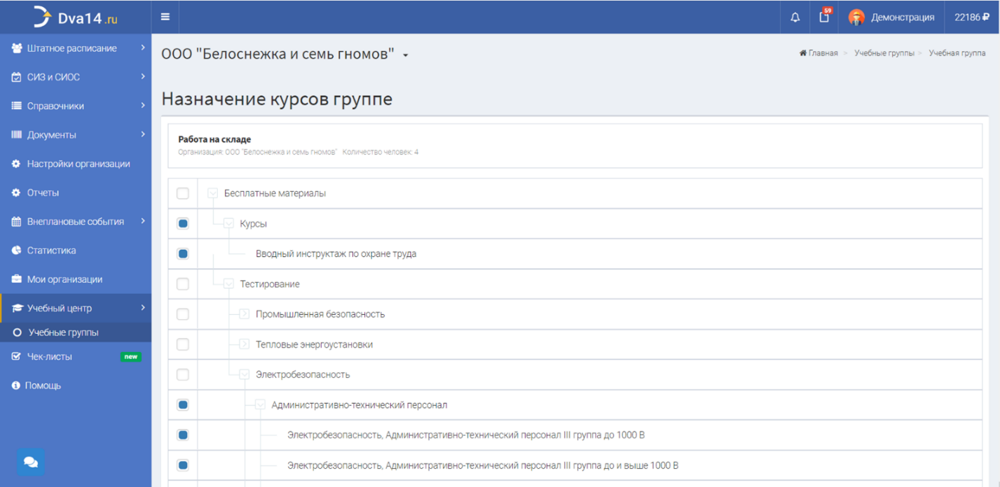 Dva14.ru
59
Демонстрация
22186 ₽
Штатное расписание
СИЗ и СИОС
Справочники
Документы
Настройки организации
Отчеты
Внеплановые события
Статистика
Мои организации
Учебный центр
Учебные группы
Чек-листы new
Помощь
ООО "Белоснежка и семь гномов"
Главная > Учебные группы > Учебная группа
Назначение курсов группе
Работа на складе
Организация: ООО "Белоснежка и семь гномов" Количество человек: 4
Бесплатные материалы
Курсы
Вводный инструктаж по охране труда
Тестирование
Промышленная безопасность
Тепловые энергоустановки
Электробезопасность
Административно-технический персонал
Электробезопасность, Административно-технический персонал III группа до 1000 В
Электробезопасность, Административно-технический персонал III группа до и выше 1000 В